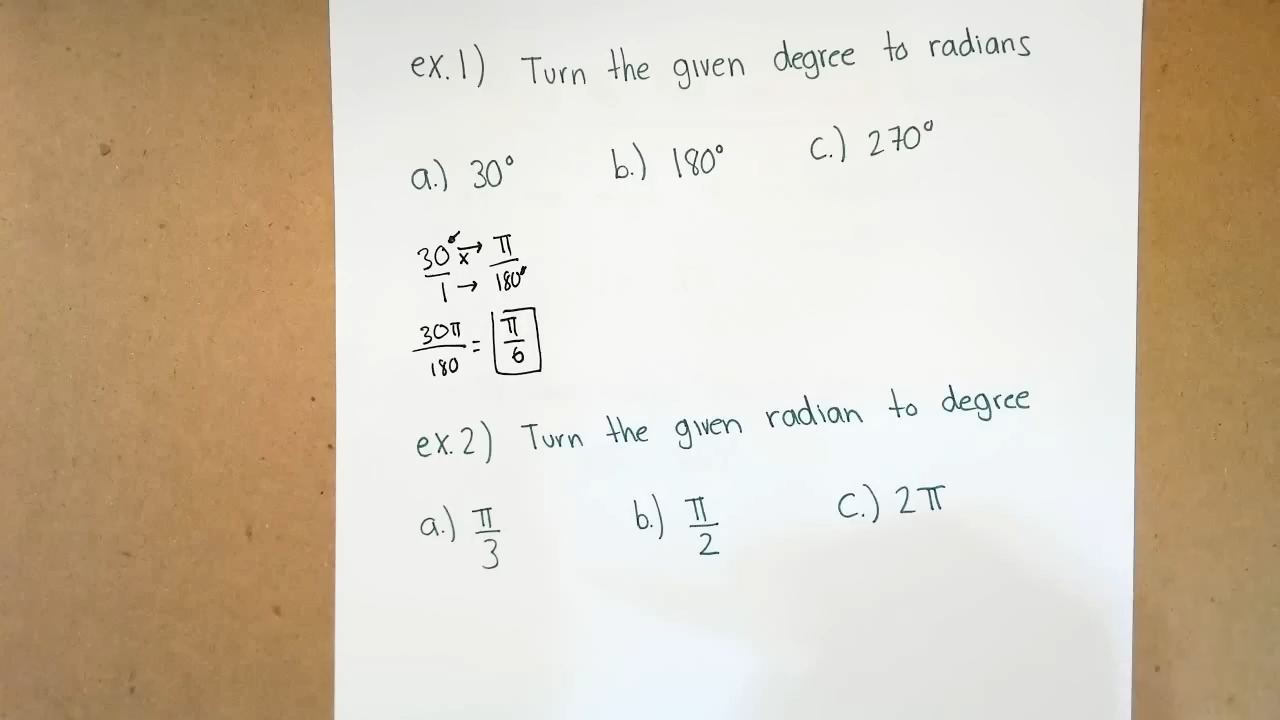 ex. 1) Turn the given degree to radians
a.) 30° b.) 180° c.) 270°
30° x → π
1 → 180°
30π
180 = π
6
ex. 2) Turn the given radian to degree
a.) π/3 b.) π/2 c.) 2π